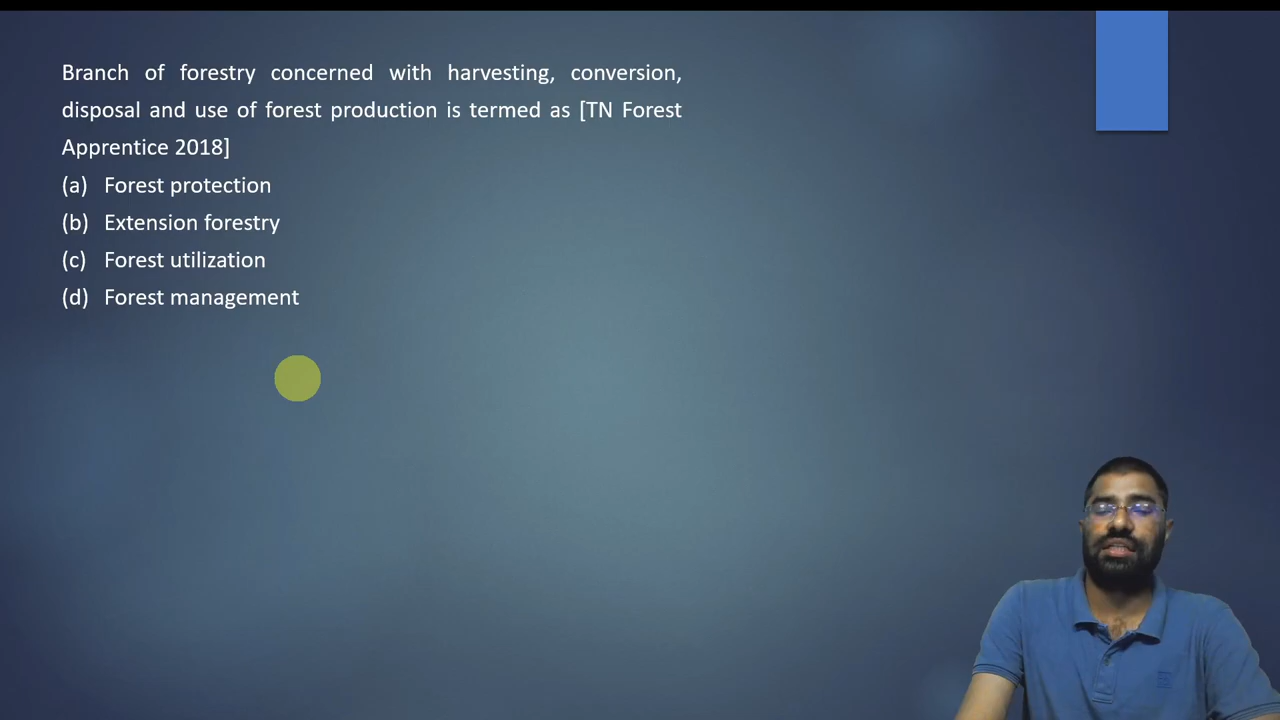 Branch of forestry concerned with harvesting, conversion,
disposal and use of forest production is termed as [TN Forest
Apprentice 2018]
(a) Forest protection
(b) Extension forestry
(c) Forest utilization
(d) Forest management